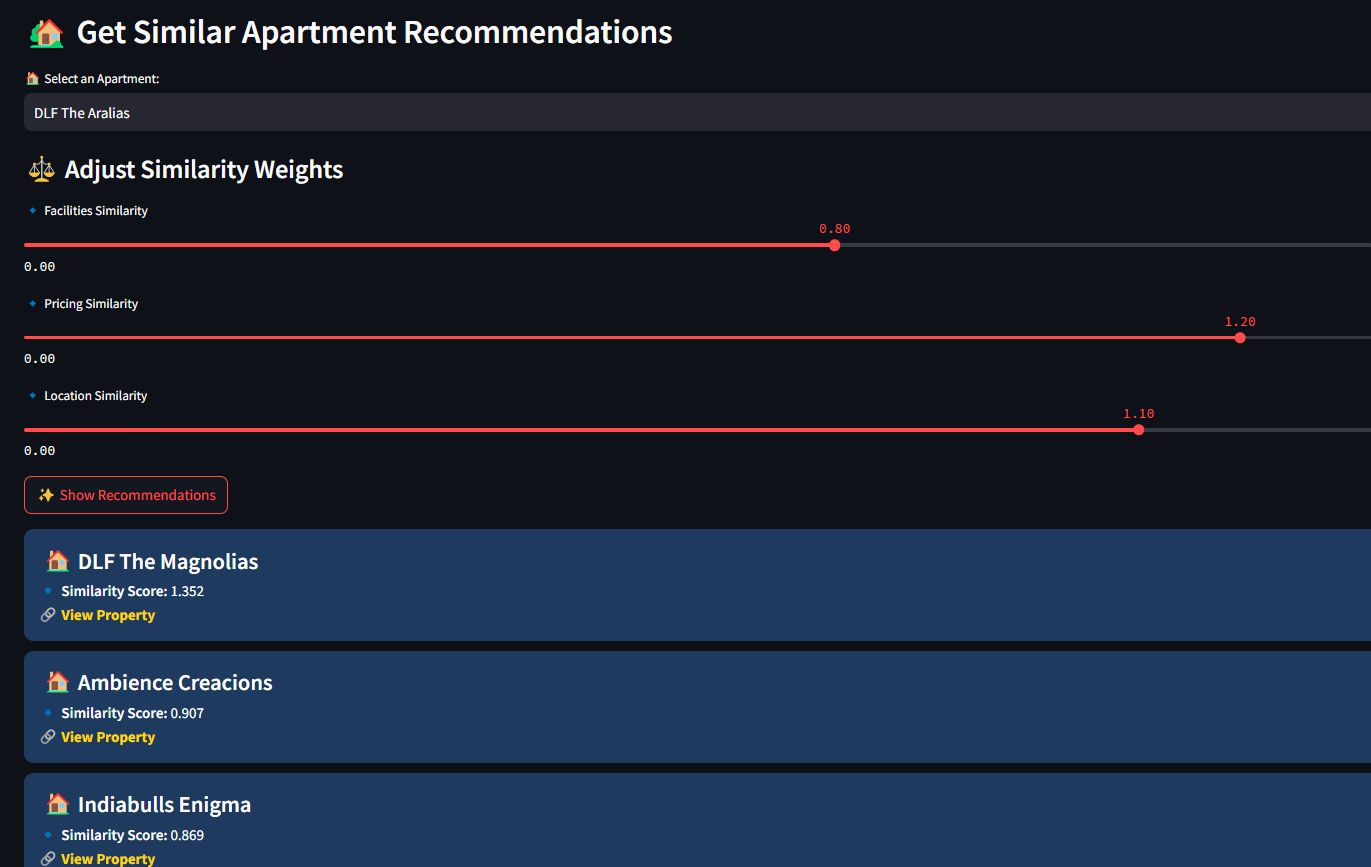 Get Similar Apartment Recommendations
Select an Apartment:
DLF The Aralias
Adjust Similarity Weights
Facilities Similarity
0.80
0.00
Pricing Similarity
1.20
0.00
Location Similarity
1.10
0.00
Show Recommendations
DLF The Magnolias
Similarity Score: 1.352
View Property
Ambience Creacions
Similarity Score: 0.907
View Property
Indiabulls Enigma
Similarity Score: 0.869
View Property